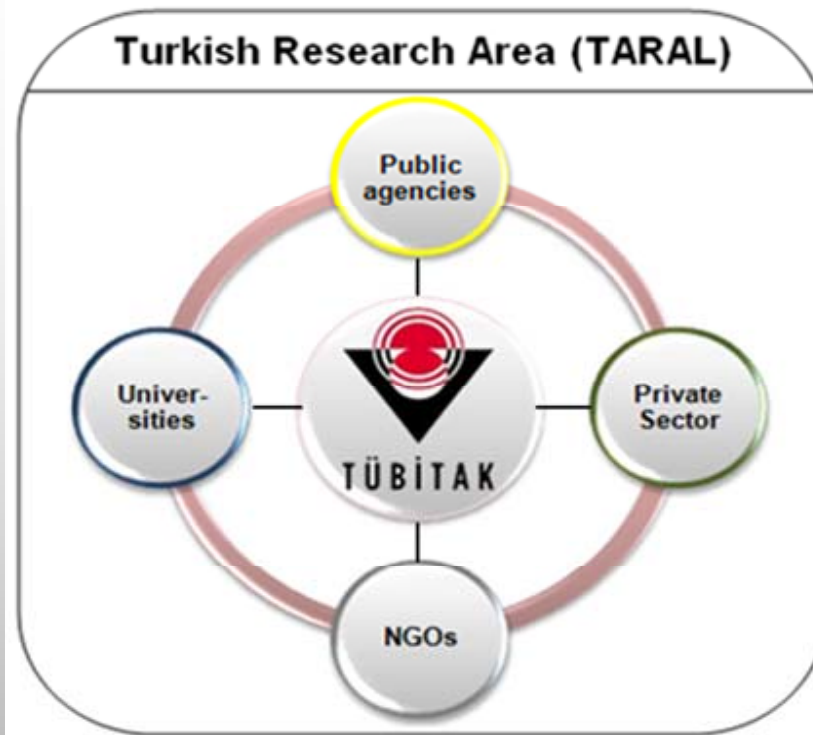 Turkish Research Area (TARAL)
Public
agencies
Univer-
sities
TÜBİTAK
Private
Sector
NGOs